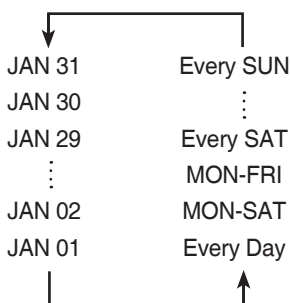 JAN 31 Every SUN
JAN 30
JAN 29 Every SAT
MON-FRI
JAN 02 MON-SAT
JAN 01 Every Day